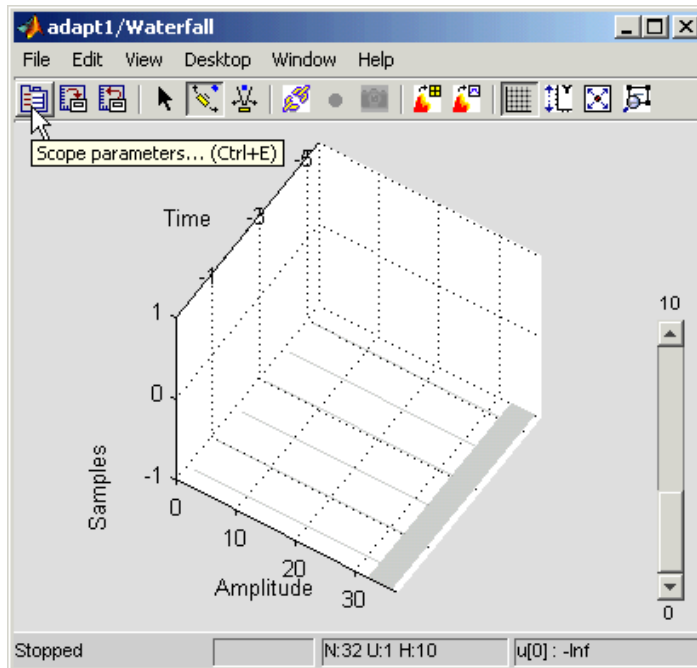 adapt1/Waterfall
File Edit View Desktop Window Help
Scope parameters... (Ctrl+E)
-5
Time
-3
-1
1
0
-1
Samples
0
10
20
30
Amplitude
10
0
Stopped
N:32 U:1 H:10
u[0] : -Inf